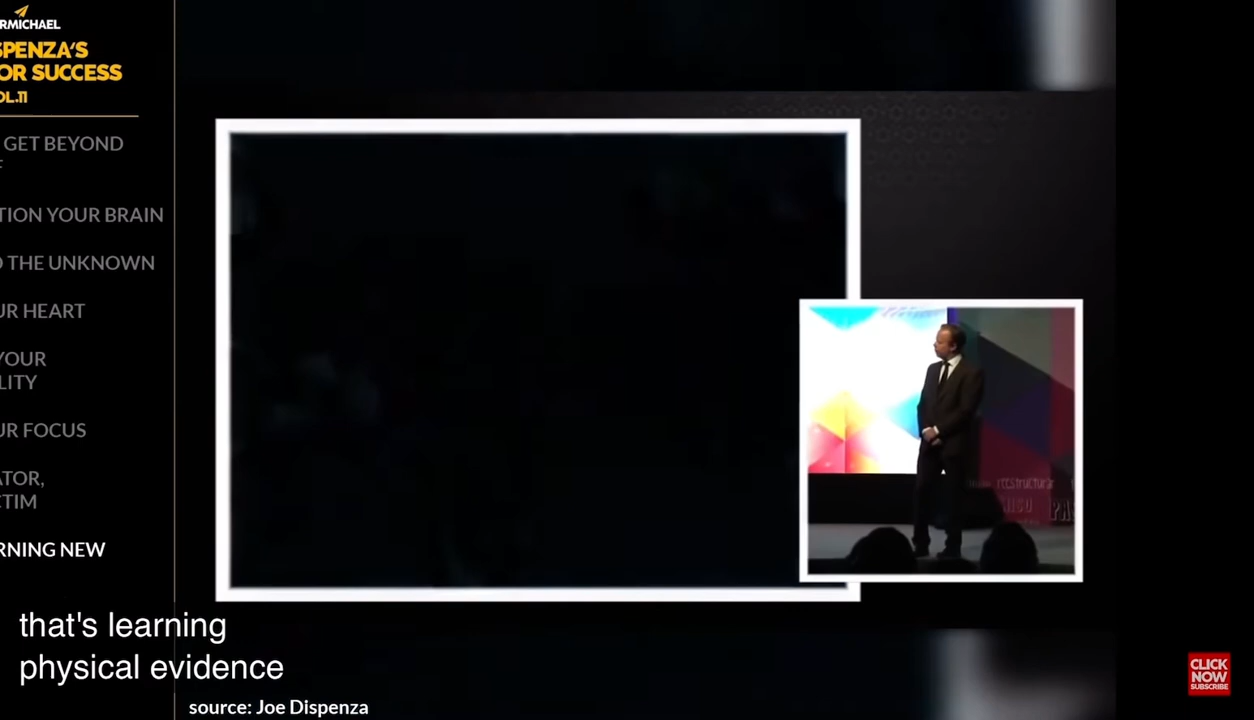 RMICHAEL
SPENZA'S
OR SUCCESS
OL.11
GET BEYOND
F
TION YOUR BRAIN
O THE UNKNOWN
UR HEART
YOUR
LITY
UR FOCUS
ATOR,
CTIM
RNING NEW
that's learning
physical evidence
source: Joe Dispenza
CLICK
NOW
SUBSCRIBE